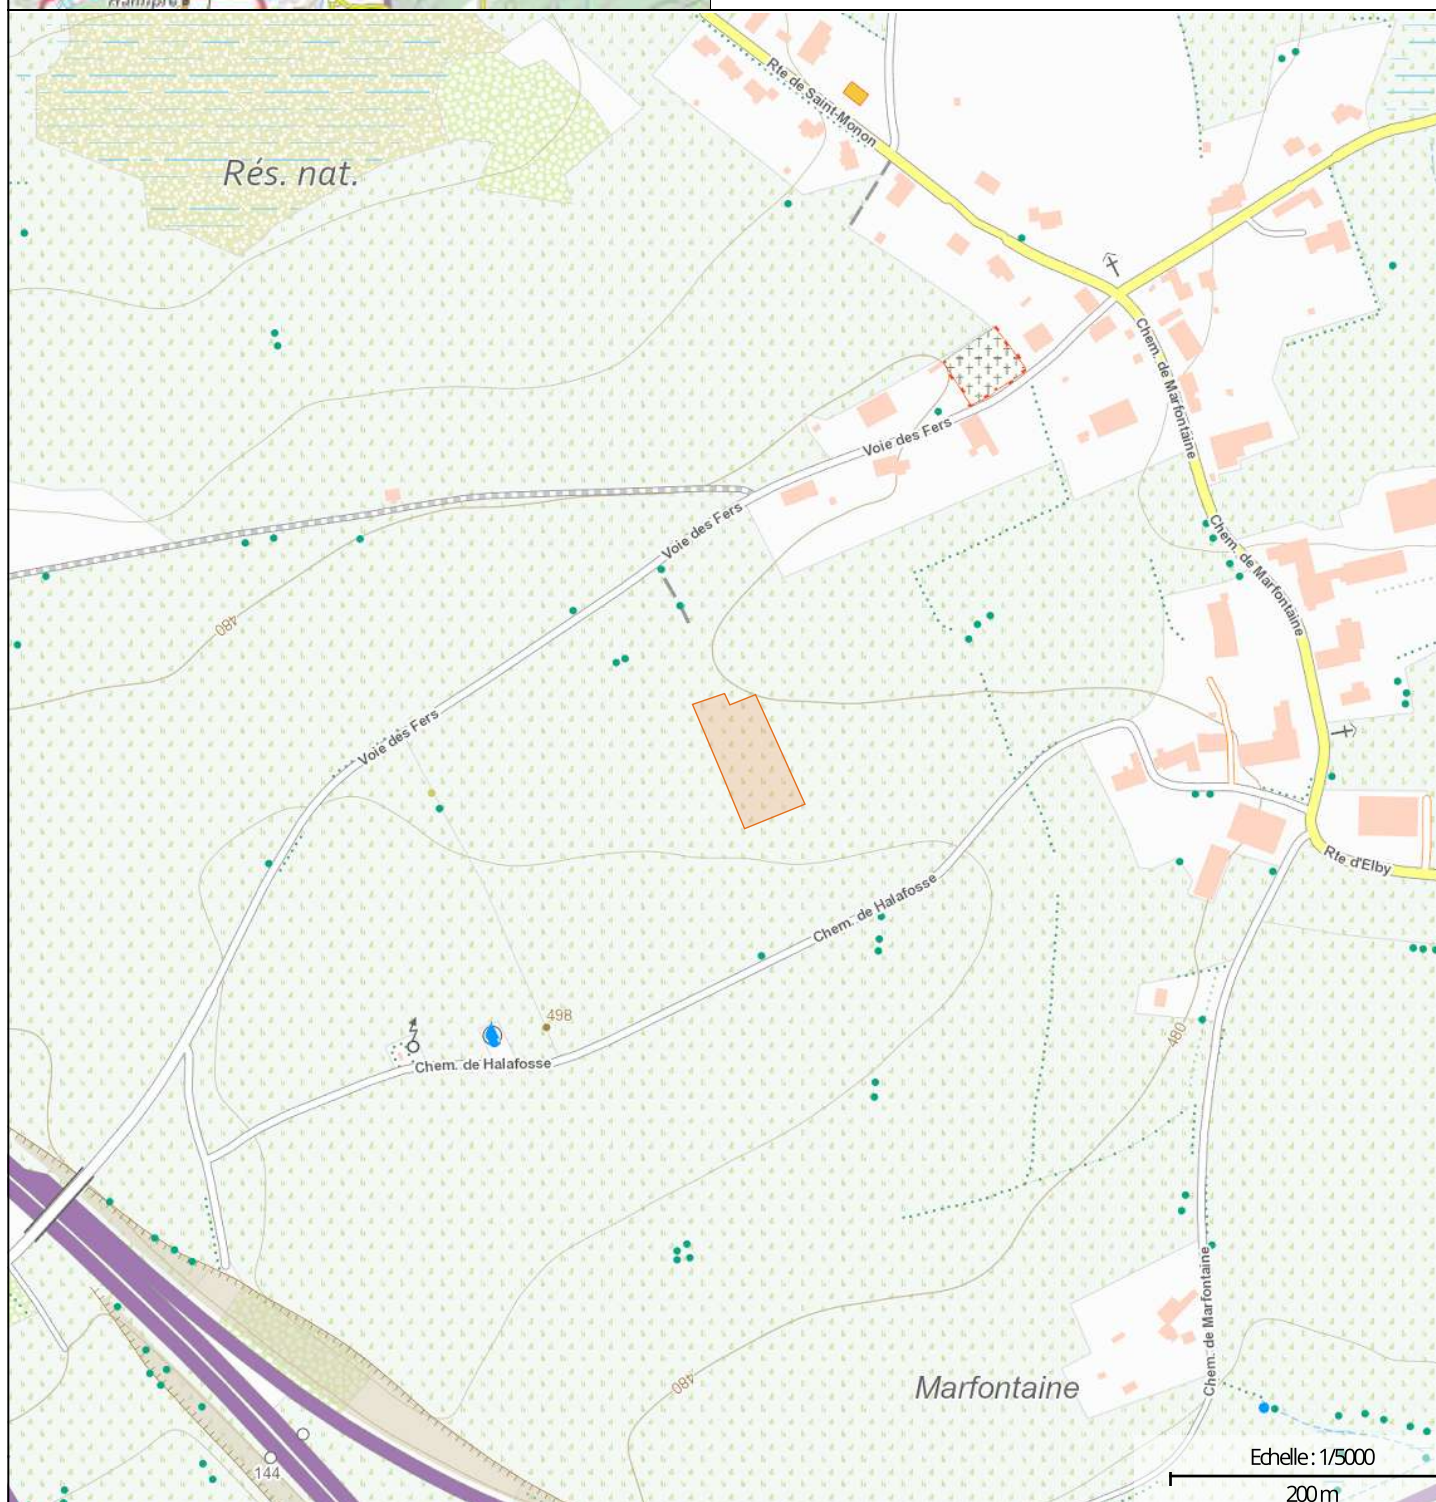 Hamipré
Rte de Saint-Monon
Rés. nat.
Chem. de Marfontaine
Voie des Fers
Voie des Fers
Chem. de Marfontaine
480
Voie des Fers
Rte d'Elby
Chem. de Halafosse
498
480
Chem. de Halafosse
Chem. de Marfontaine
480
Marfontaine
144
Echelle : 1/5000
200 m